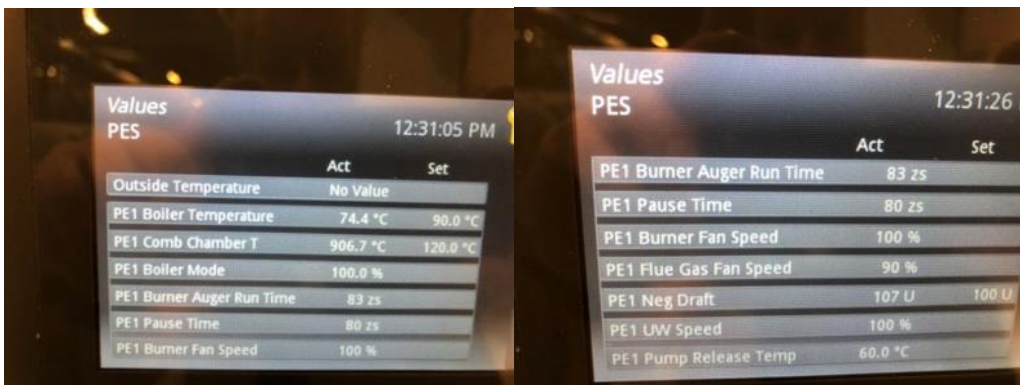 Values
PES
12:31:05 PM
Act Set
Outside Temperature No Value
PE1 Boiler Temperature 74.4 °C 90.0 °C
PE1 Comb Chamber T 906.7 °C 120.0 °C
PE1 Boiler Mode 100.0 %
PE1 Burner Auger Run Time 83 zs
PE1 Pause Time 80 zs
PE1 Burner Fan Speed 100 %
Values
PES
12:31:26
Act Set
PE1 Burner Auger Run Time 83 zs
PE1 Pause Time 80 zs
PE1 Burner Fan Speed 100 %
PE1 Flue Gas Fan Speed 90 %
PE1 Neg Draft 107 U 100 U
PE1 UW Speed 100 %
PE1 Pump Release Temp 60.0 °C